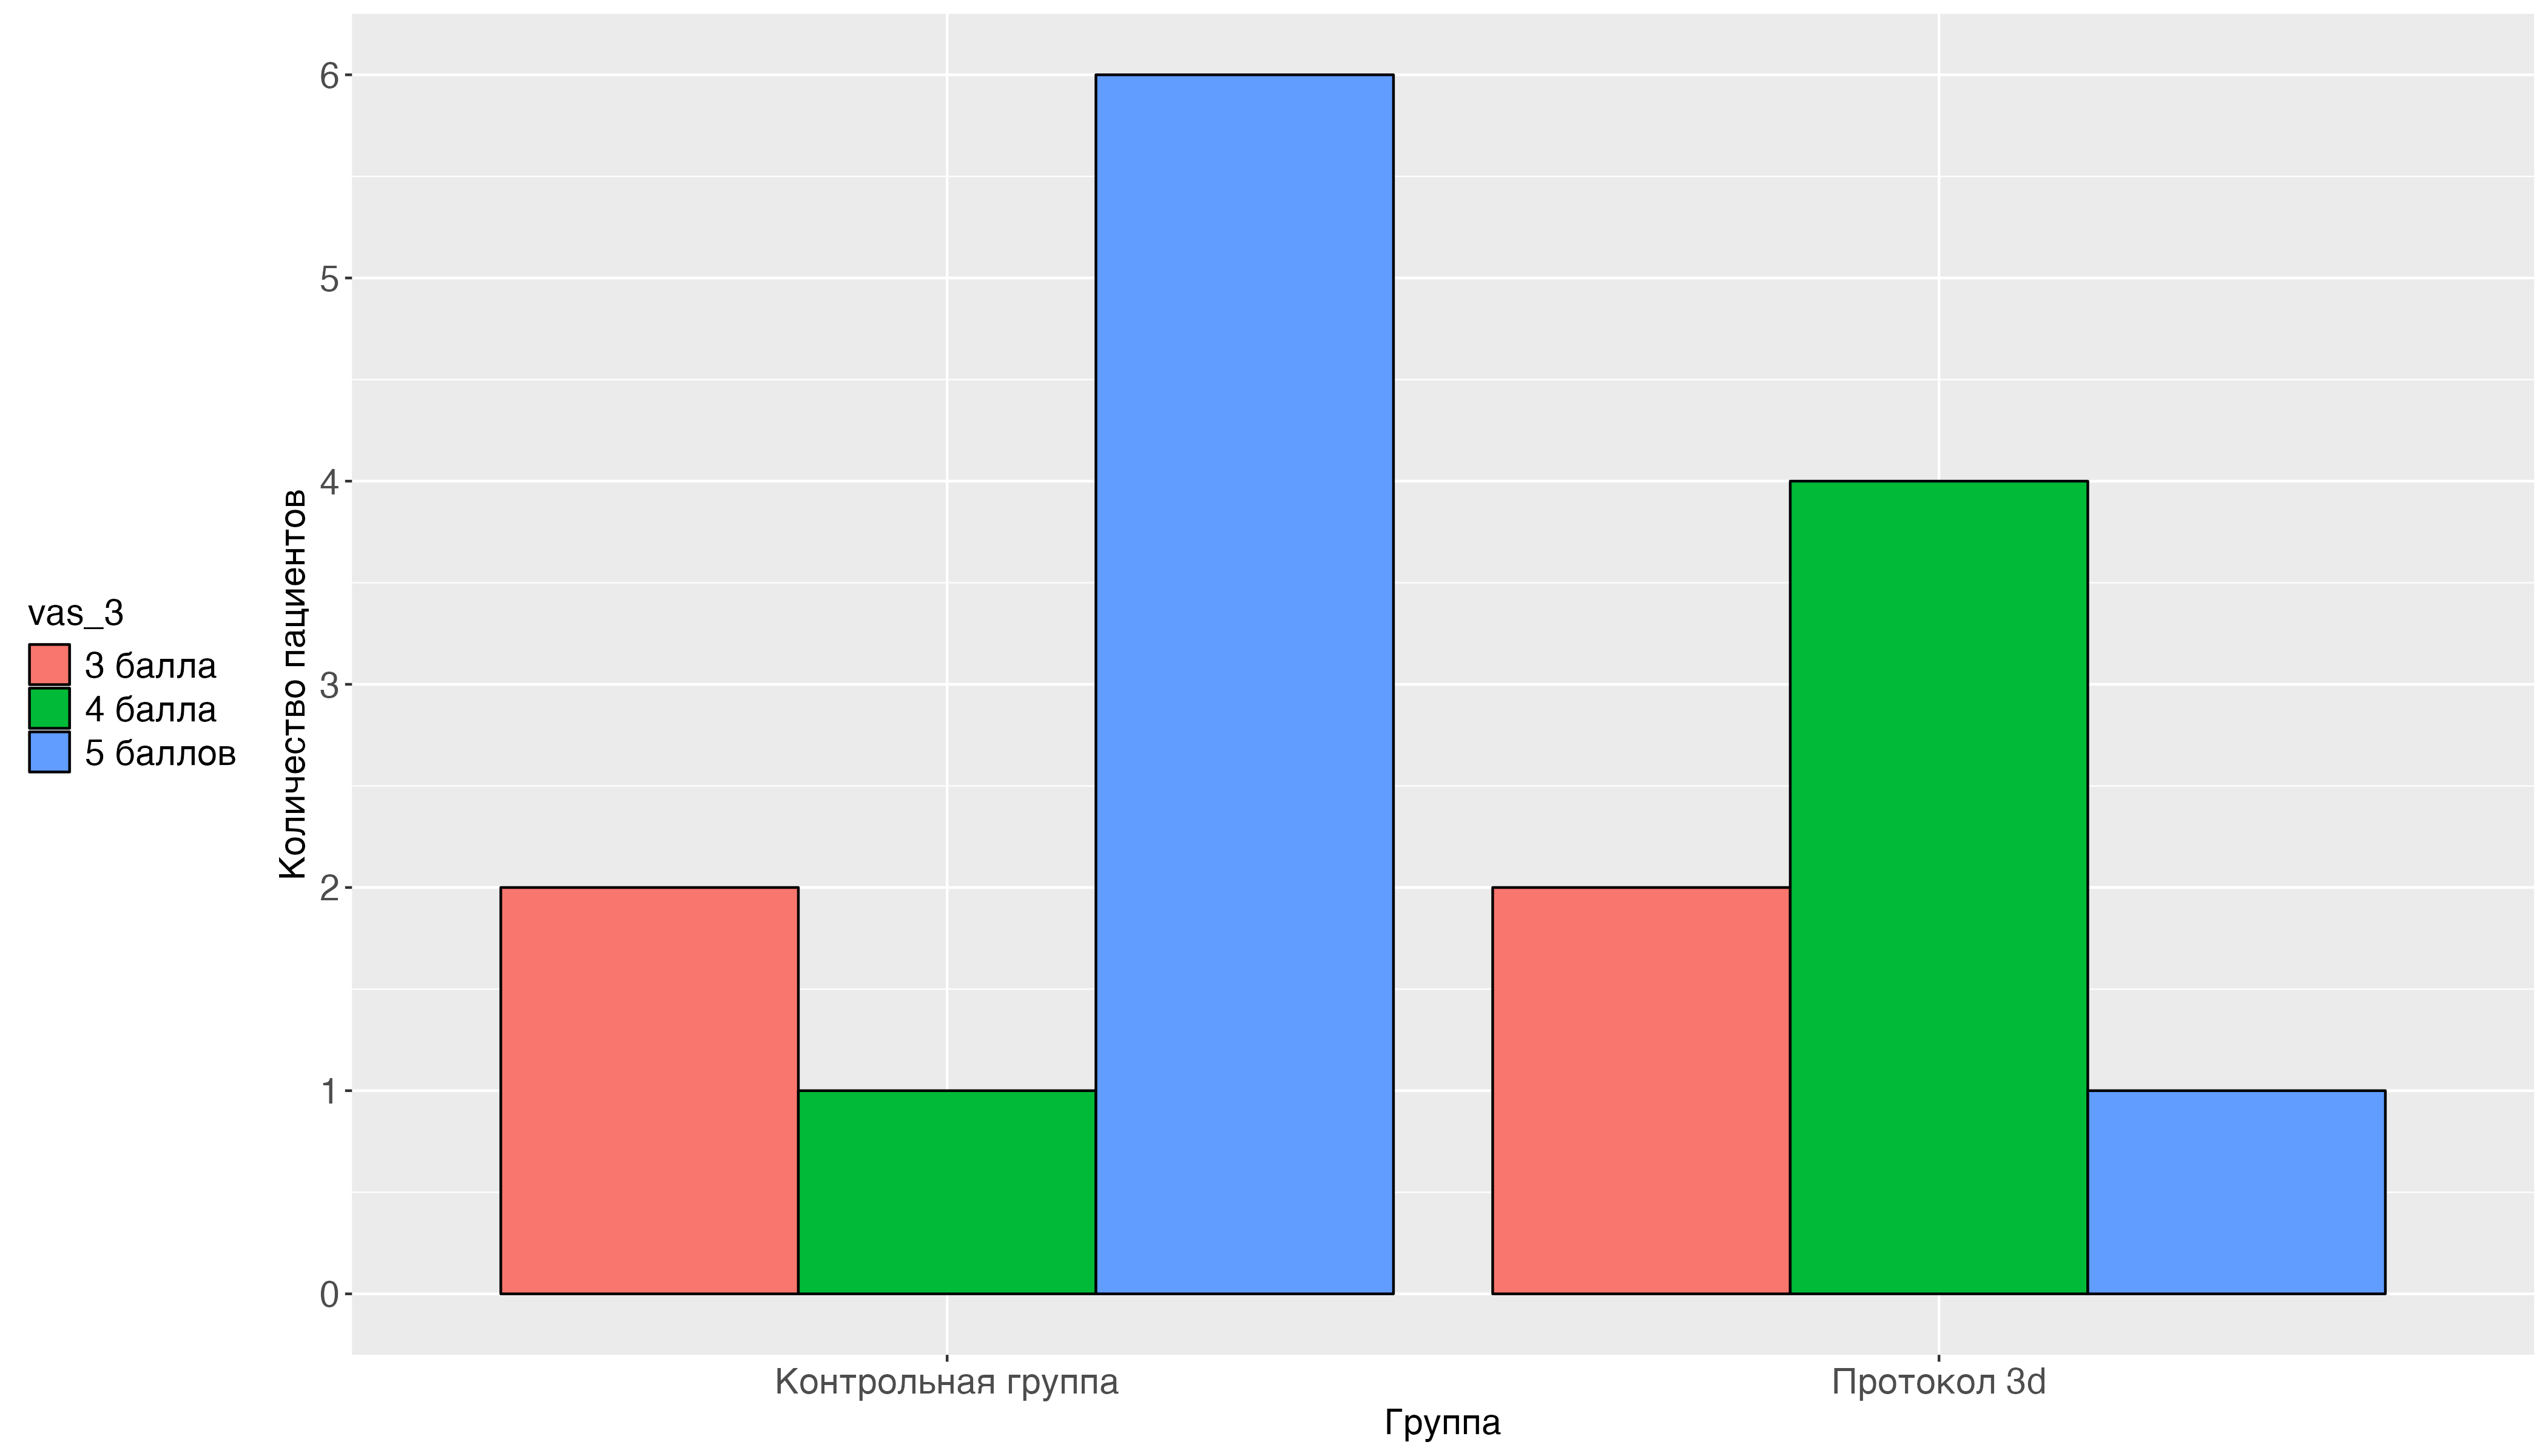 vas_3
3 балла
4 балла
5 баллов
Количество пациентов
6
5
4
3
2
1
0
Контрольная группа
Протокол 3d
Группа